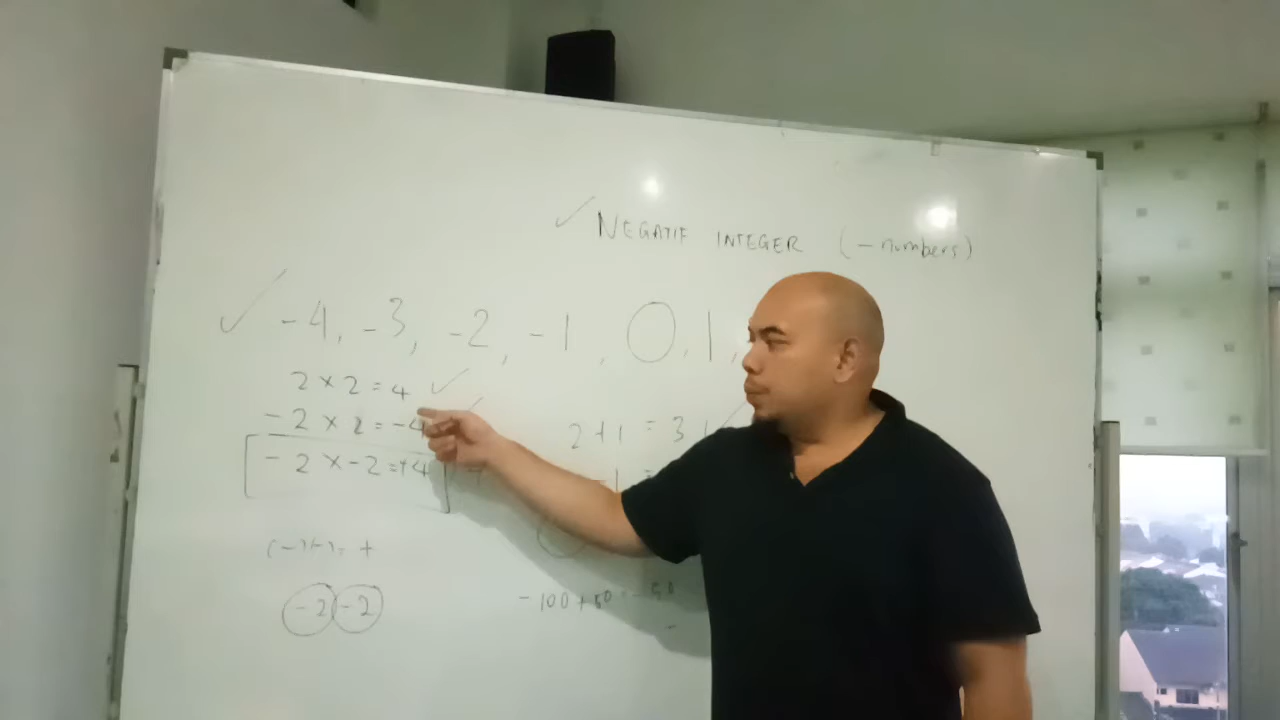 ✓ NEGATIF INTEGER (- numbers)
✓ -4, -3, -2, -1, 0, 1,
2 x 2 = 4 ✓
-2 x 2 = -4
-2 x -2 = +4
2 + 1 = 3
(-)(-) = +
-2 -2
-100 + 50 = -50